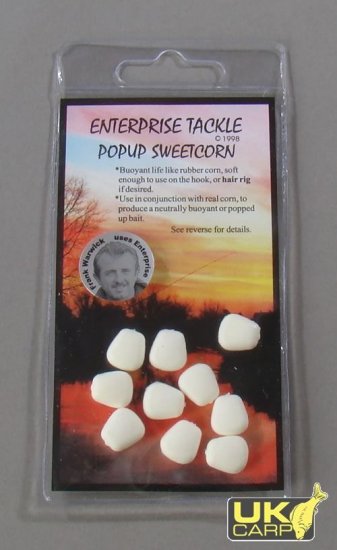 ENTERPRISE TACKLE
© 1998
POPUP SWEETCORN
*Buoyant life like rubber corn, soft
enough to use on the hook, or hair rig
if desired.
*Use in conjunction with real corn, to
produce a neutrally buoyant or popped
up bait.
See reverse for details.
Frank Warwick uses Enterprise
UK
CARP